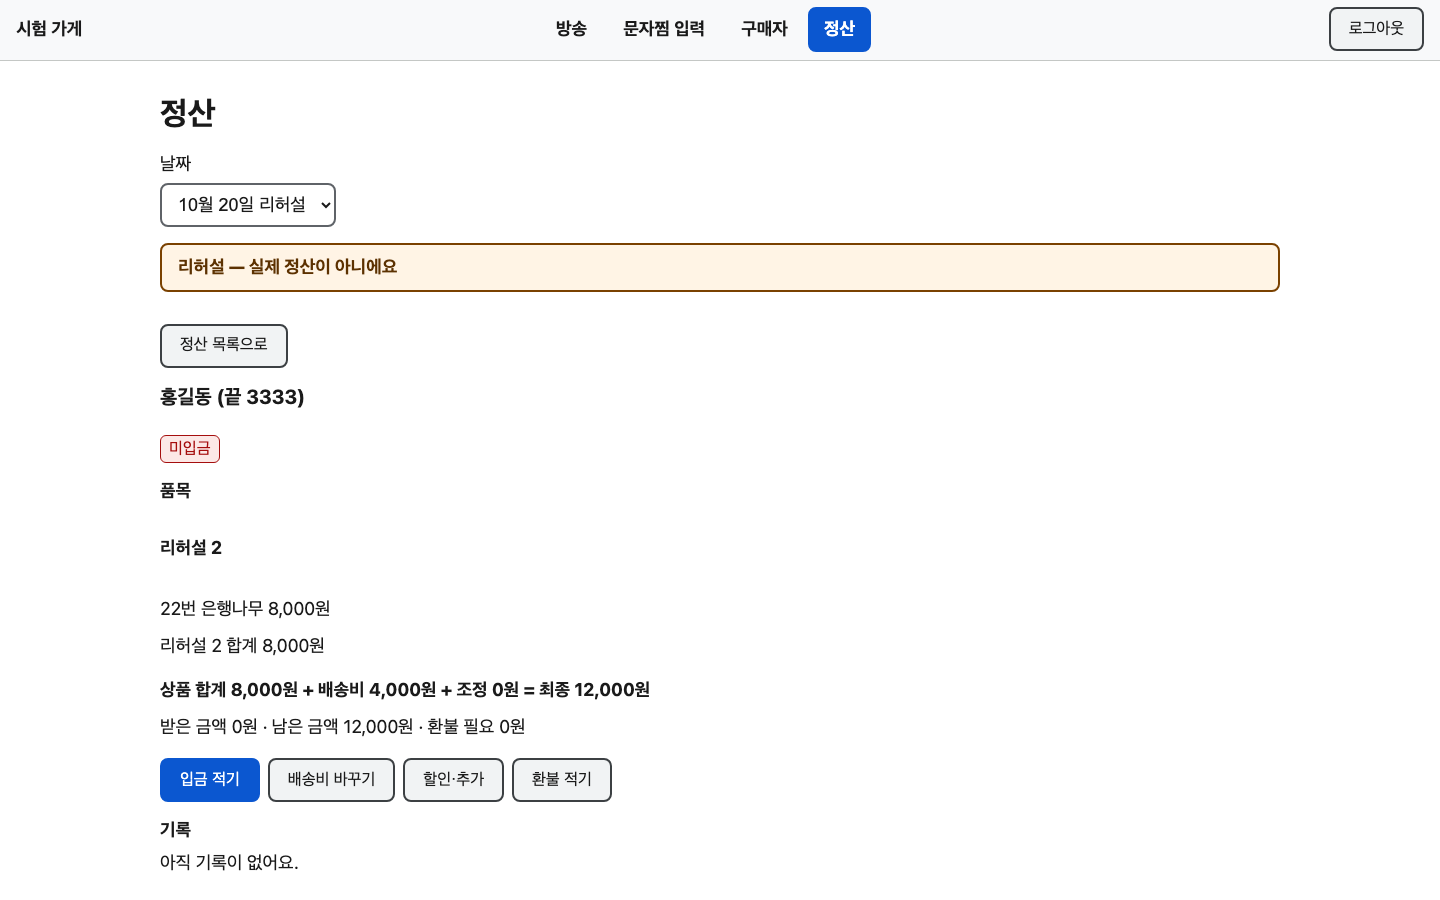 시험 가게
방송 문자찜 입력 구매자 정산
로그아웃
정산
날짜
10월 20일 리허설
리허설 — 실제 정산이 아니에요
정산 목록으로
홍길동 (끝 3333)
미입금
품목
리허설 2
22번 은행나무 8,000원
리허설 2 합계 8,000원
상품 합계 8,000원 + 배송비 4,000원 + 조정 0원 = 최종 12,000원
받은 금액 0원 · 남은 금액 12,000원 · 환불 필요 0원
입금 적기 배송비 바꾸기 할인·추가 환불 적기
기록
아직 기록이 없어요.